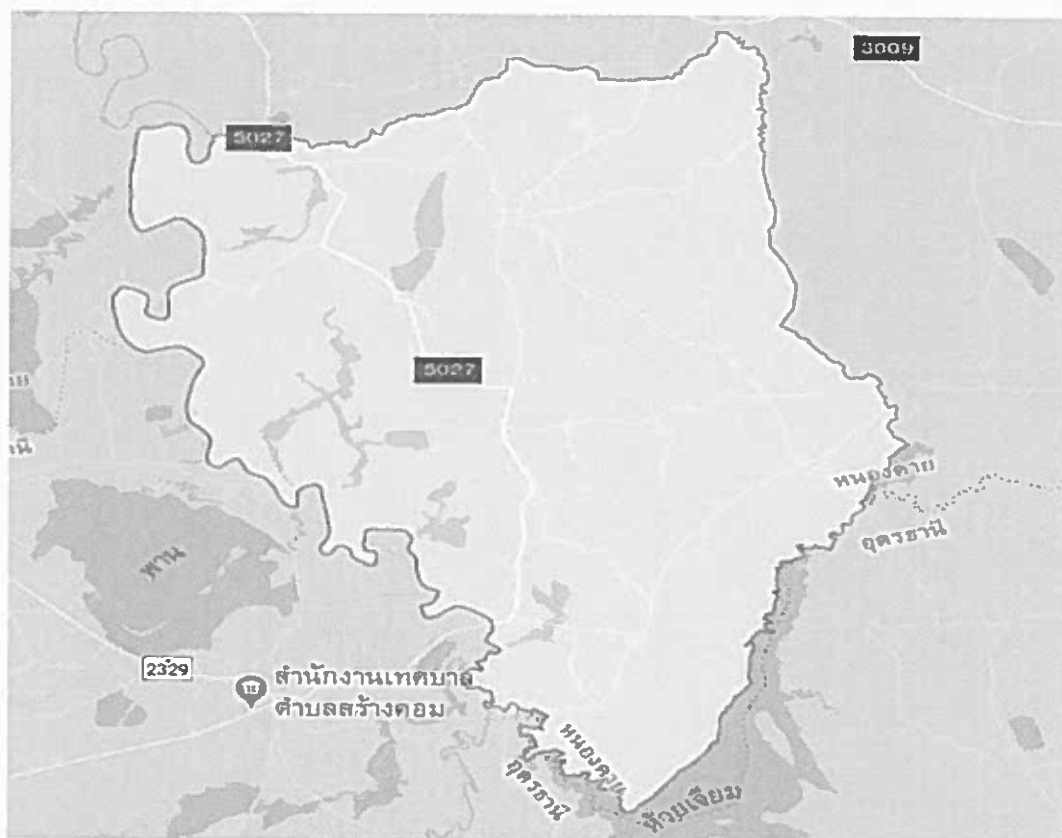 3009
5027
5027
หนองคาย
อุดรธานี
พาน
2329
สำนักงานเทศบาล
ตำบลสร้างคอม
หนองคาย
อุดรธานี
ห้วยเจียม